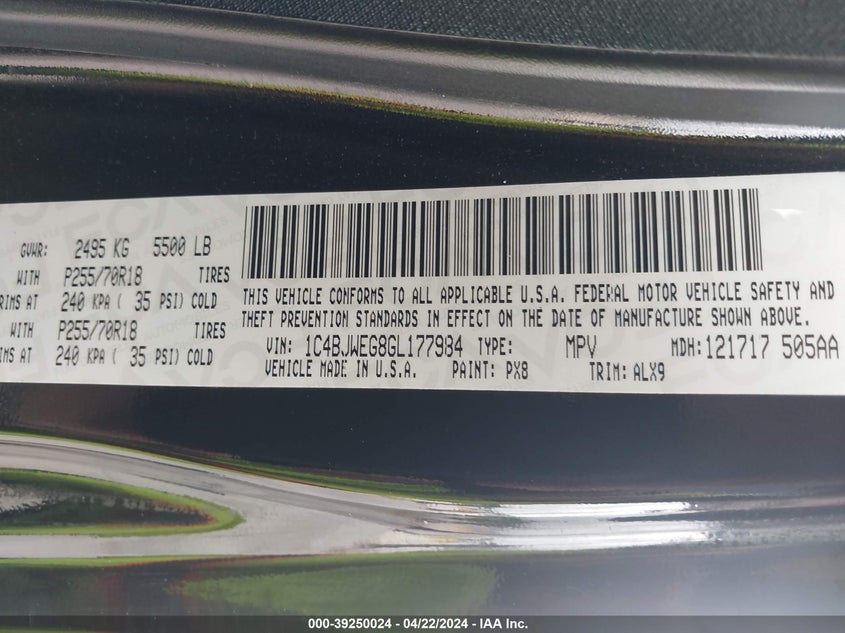 GVWR: 2495 KG 5500 LB
WITH P255/70R18 TIRES
RIMS AT 240 KPA ( 35 PSI) COLD
WITH P255/70R18 TIRES
RIMS AT 240 KPA ( 35 PSI) COLD
THIS VEHICLE CONFORMS TO ALL APPLICABLE U.S.A. FEDERAL MOTOR VEHICLE SAFETY AND
THEFT PREVENTION STANDARDS IN EFFECT ON THE DATE OF MANUFACTURE SHOWN ABOVE.
VIN: 1C4BJWEG8GL177984 TYPE: MPV MDH:121717 505AA
VEHICLE MADE IN U.S.A. PAINT: PX8 TRIM: ALX9
000-39250024 - 04/22/2024 - IAA Inc.